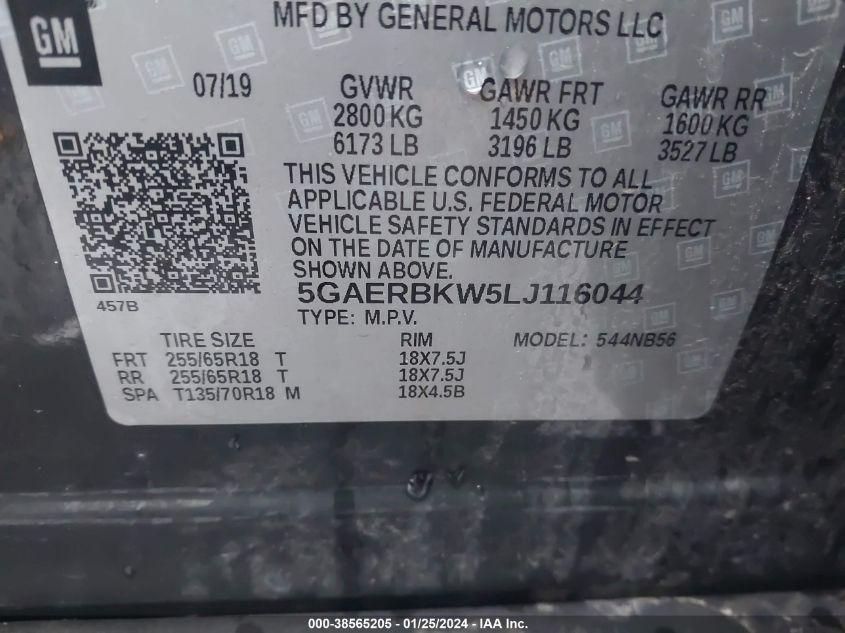 GM
MFD BY GENERAL MOTORS LLC
07/19 GVWR GAWR FRT GAWR RR
2800 KG 1450 KG 1600 KG
6173 LB 3196 LB 3527 LB
THIS VEHICLE CONFORMS TO ALL
APPLICABLE U.S. FEDERAL MOTOR
VEHICLE SAFETY STANDARDS IN EFFECT
ON THE DATE OF MANUFACTURE
SHOWN ABOVE.
457B
5GAERBKW5LJ116044
TYPE: M.P.V.
TIRE SIZE RIM MODEL: 544NB56
FRT 255/65R18 T 18X7.5J
RR 255/65R18 T 18X7.5J
SPA T135/70R18 M 18X4.5B
000-38565205 - 01/25/2024 - IAA Inc.